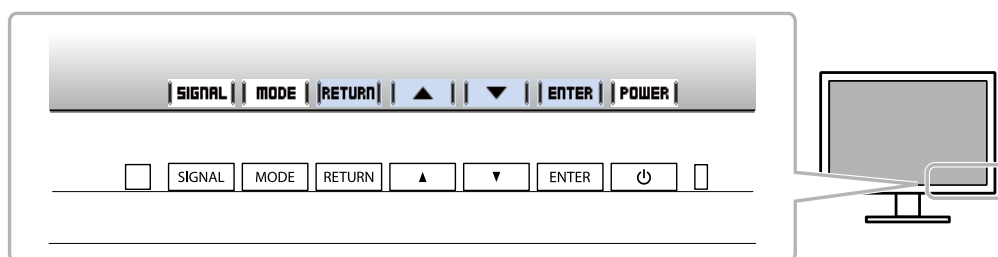 SIGNAL MODE RETURN ▲ ▼ ENTER POWER
SIGNAL MODE RETURN ▲ ▼ ENTER ⏻